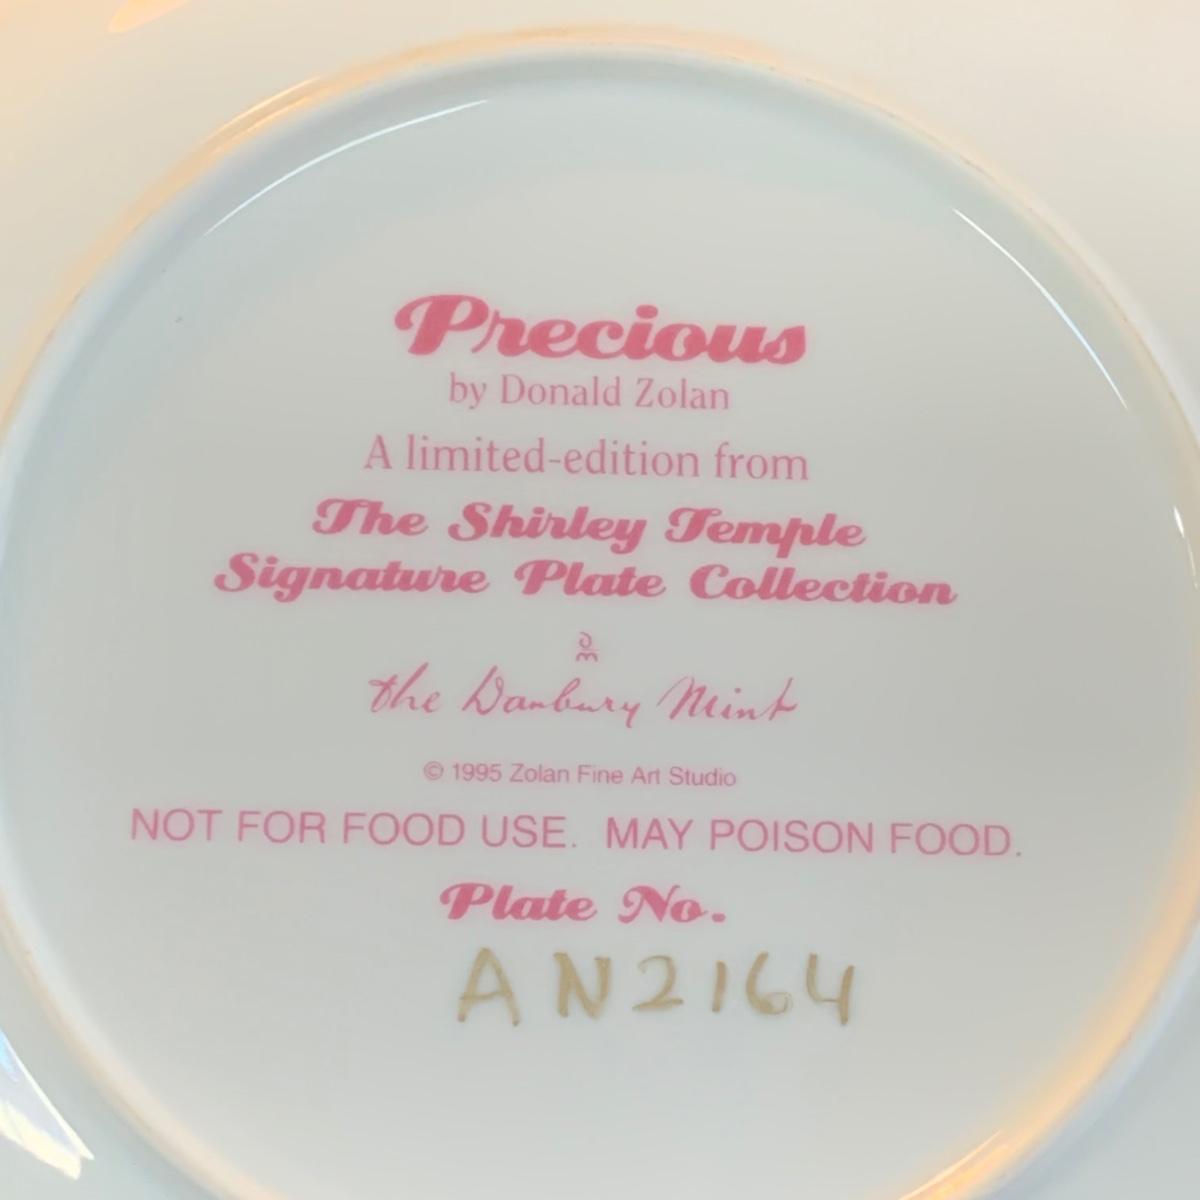 Precious
by Donald Zolan
A limited-edition from
The Shirley Temple
Signature Plate Collection
DM
the Danbury Mint
© 1995 Zolan Fine Art Studio
NOT FOR FOOD USE. MAY POISON FOOD.
Plate No.
AN2164